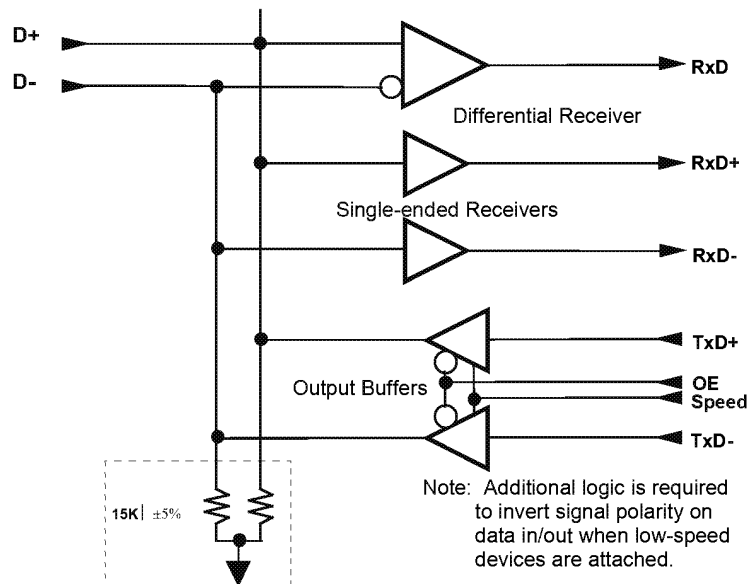 D+
D-
RxD
Differential Receiver
RxD+
Single-ended Receivers
RxD-
TxD+
Output Buffers
OE
Speed
TxD-
15K| ±5%
Note: Additional logic is required
to invert signal polarity on
data in/out when low-speed
devices are attached.